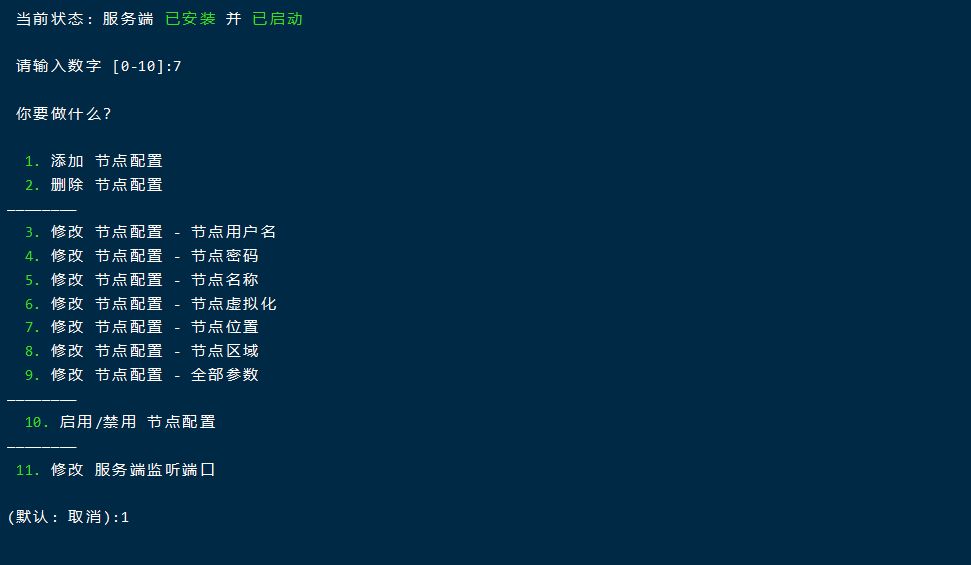 当前状态: 服务端 已安装 并 已启动
请输入数字 [0-10]:7
你要做什么?
1. 添加 节点配置
2. 删除 节点配置
————————
3. 修改 节点配置 - 节点用户名
4. 修改 节点配置 - 节点密码
5. 修改 节点配置 - 节点名称
6. 修改 节点配置 - 节点虚拟化
7. 修改 节点配置 - 节点位置
8. 修改 节点配置 - 节点区域
9. 修改 节点配置 - 全部参数
————————
10. 启用/禁用 节点配置
————————
11. 修改 服务端监听端口
(默认: 取消):1